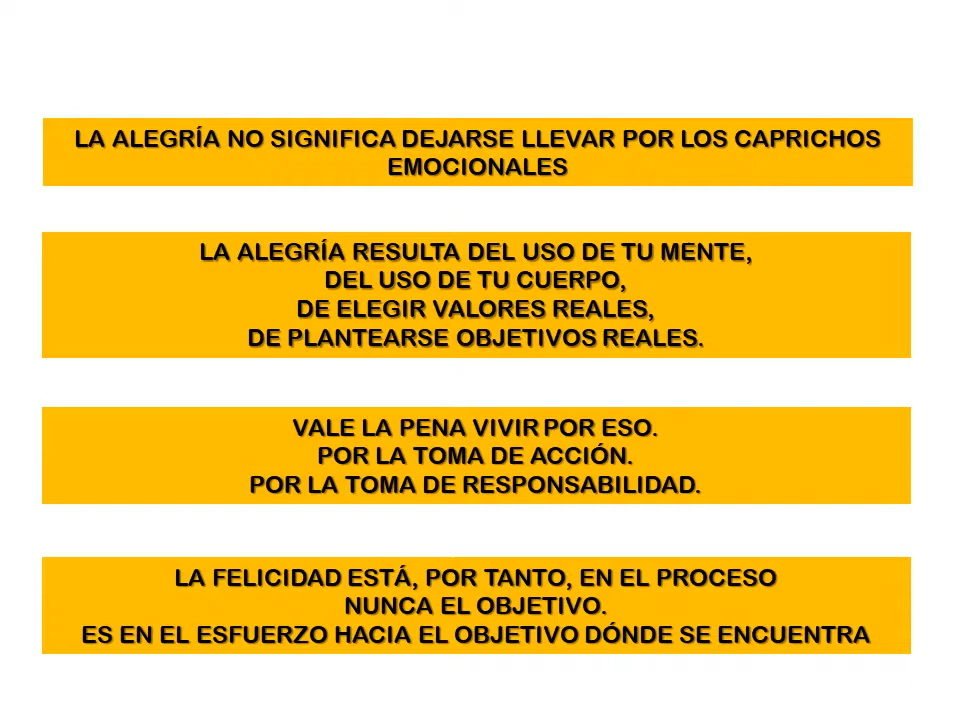 LA ALEGRÍA NO SIGNIFICA DEJARSE LLEVAR POR LOS CAPRICHOS
EMOCIONALES
LA ALEGRÍA RESULTA DEL USO DE TU MENTE,
DEL USO DE TU CUERPO,
DE ELEGIR VALORES REALES,
DE PLANTEARSE OBJETIVOS REALES.
VALE LA PENA VIVIR POR ESO.
POR LA TOMA DE ACCIÓN.
POR LA TOMA DE RESPONSABILIDAD.
LA FELICIDAD ESTÁ, POR TANTO, EN EL PROCESO
NUNCA EL OBJETIVO.
ES EN EL ESFUERZO HACIA EL OBJETIVO DÓNDE SE ENCUENTRA